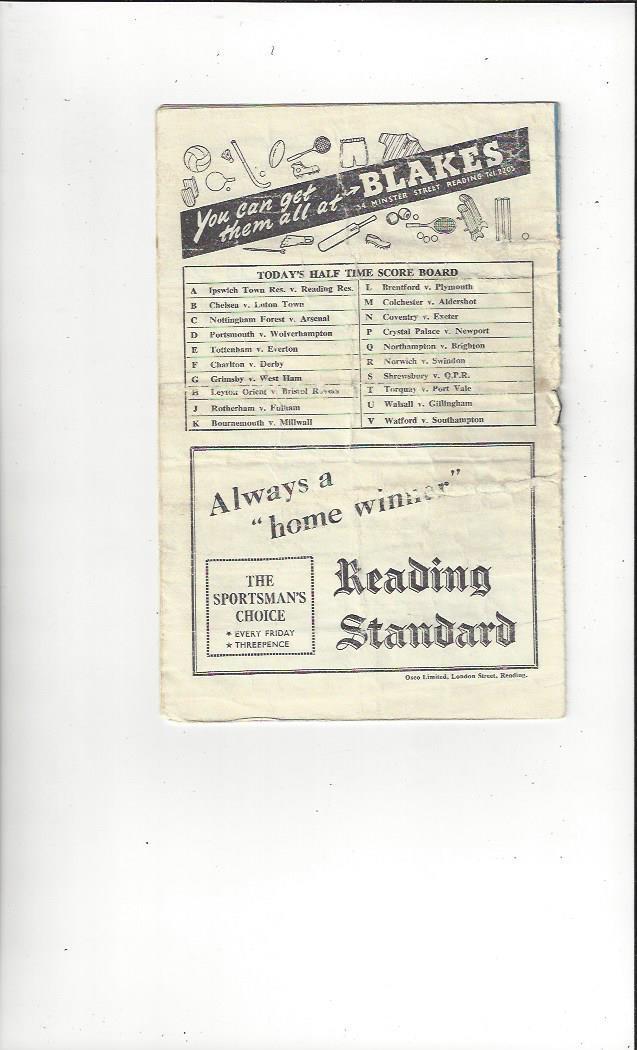 You can get
them all at
BLAKES
54 MINSTER STREET READING Tel. 2205
TODAY'S HALF TIME SCORE BOARD
A Ipswich Town Res. v. Reading Res.
B Chelsea v. Luton Town
C Nottingham Forest v. Arsenal
D Portsmouth v. Wolverhampton
E Tottenham v. Everton
F Charlton v. Derby
G Grimsby v. West Ham
H Leyton Orient v. Bristol Rovers
J Rotherham v. Fulham
K Bournemouth v. Millwall
L Brentford v. Plymouth
M Colchester v. Aldershot
N Coventry v. Exeter
P Crystal Palace v. Newport
Q Northampton v. Brighton
R Norwich v. Swindon
S Shrewsbury v. Q.P.R.
T Torquay v. Port Vale
U Walsall v. Gillingham
V Watford v. Southampton
Always a
"home winner"
THE
SPORTSMAN'S
CHOICE
★ EVERY FRIDAY
★ THREEPENCE
Reading
Standard
Osco Limited, London Street, Reading.